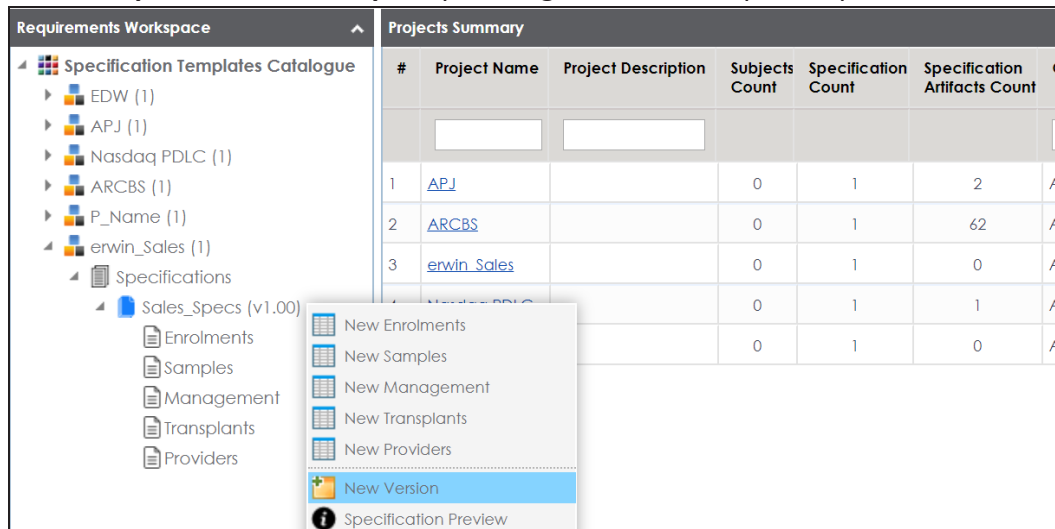 Requirements Workspace
Specification Templates Catalogue
EDW (1)
APJ (1)
Nasdaq PDLC (1)
ARCBS (1)
P_Name (1)
erwin_Sales (1)
Specifications
Sales_Specs (v1.00)
Enrolments
Samples
Management
Transplants
Providers
New Enrolments
New Samples
New Management
New Transplants
New Providers
New Version
Specification Preview
Projects Summary
# Project Name Project Description Subjects Count Specification Count Specification Artifacts Count
1 APJ 0 1 2 A
2 ARCBS 0 1 62 A
3 erwin_Sales 0 1 0 A
0 1 1 A
0 1 0 A